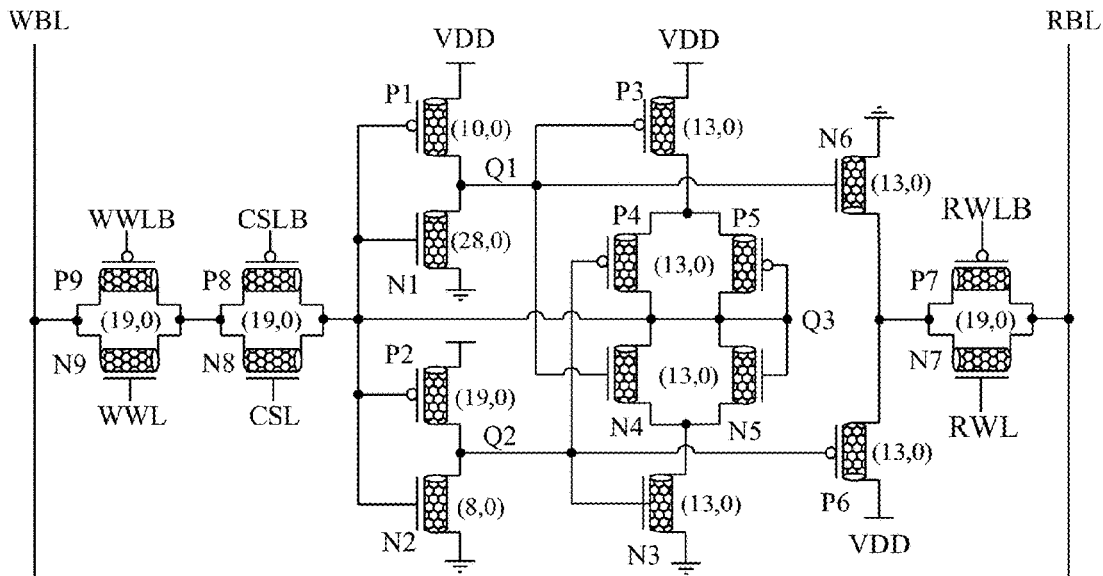 WBL
RBL
VDD
VDD
P1
P3
(10,0)
(13,0)
N6
Q1
(13,0)
WWLB
CSLB
RWLB
P4
P5
(28,0)
N1
(13,0)
P9
P8
P7
(19,0)
(19,0)
Q3
(19,0)
N9
N8
P2
(13,0)
N7
WWL
CSL
(19,0)
N4
N5
RWL
Q2
(13,0)
(8,0)
(13,0)
P6
N2
N3
VDD